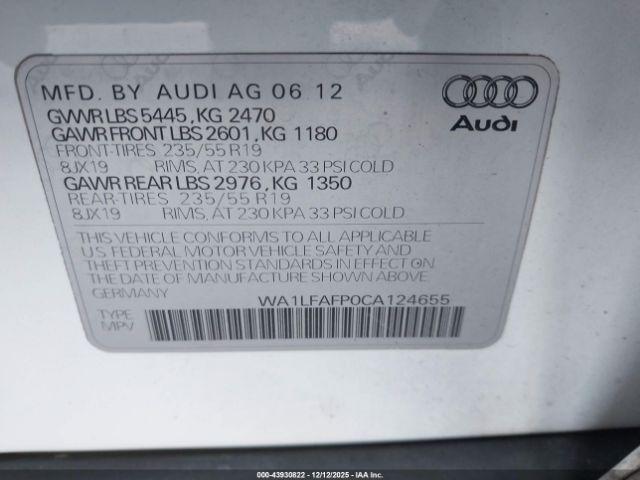 MFD. BY AUDI AG 06.12
GVWR LBS 5445, KG 2470
GAWR FRONT LBS 2601, KG 1180
FRONT-TIRES 235/55 R19
8JX19 RIMS, AT 230 KPA 33 PSI COLD
GAWR REAR LBS 2976, KG 1350
REAR-TIRES 235/55 R19
8JX19 RIMS, AT 230 KPA 33 PSI COLD
Audi
THIS VEHICLE CONFORMS TO ALL APPLICABLE
U.S. FEDERAL MOTOR VEHICLE SAFETY AND
THEFT PREVENTION STANDARDS IN EFFECT ON
THE DATE OF MANUFACTURE SHOWN ABOVE.
GERMANY WA1LFAFP0CA124655
TYPE
MPV
000-43930822 - 12/12/2025 - IAA Inc.